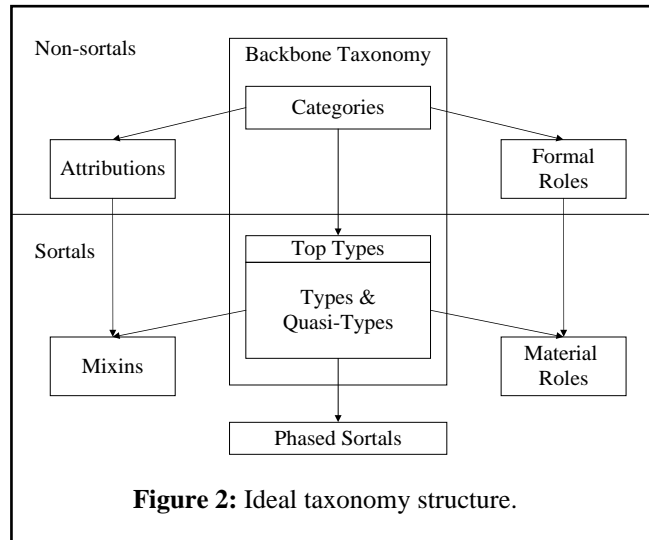 Non-sortals
Backbone Taxonomy
Categories
Attributions
Formal
Roles
Sortals
Top Types
Types &
Quasi-Types
Mixins
Material
Roles
Phased Sortals
Figure 2: Ideal taxonomy structure.